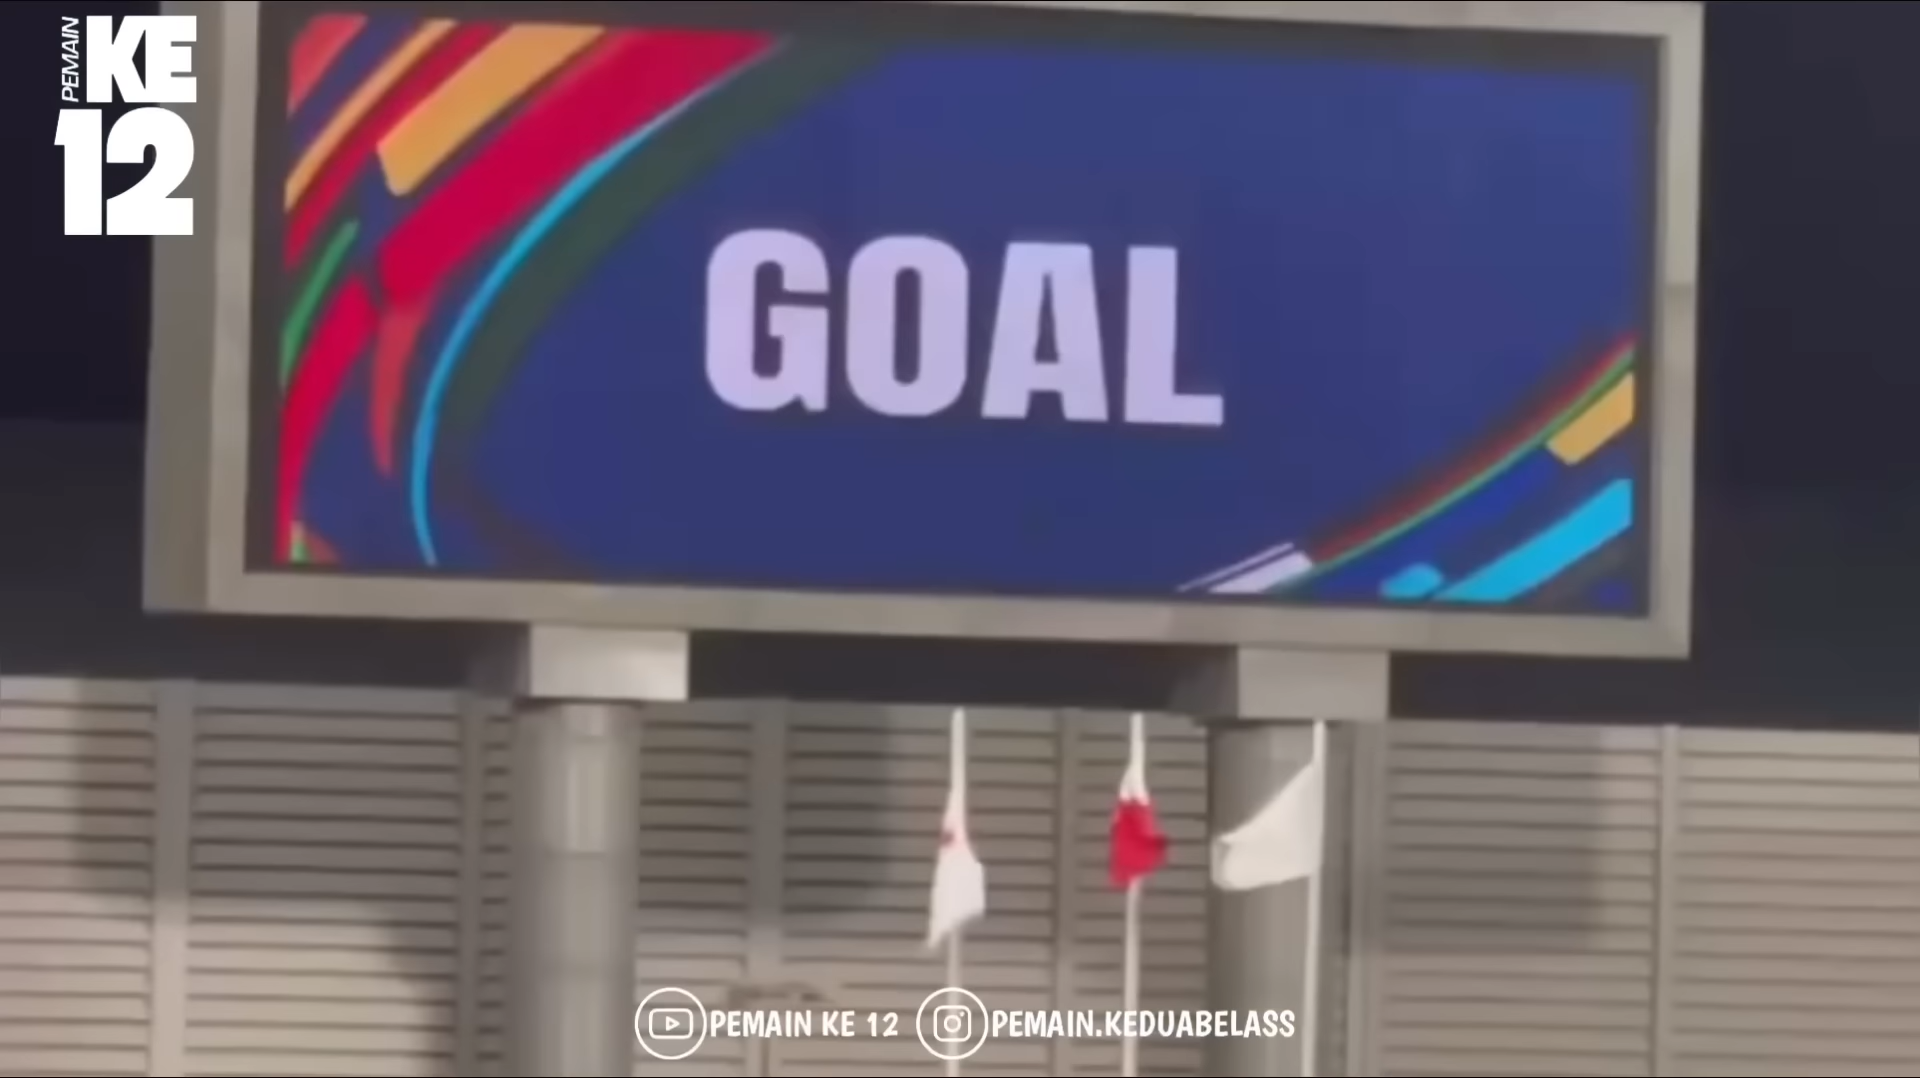 PEMAIN
KE
12
GOAL
PEMAIN KE 12
PEMAIN.KEDUABELASS